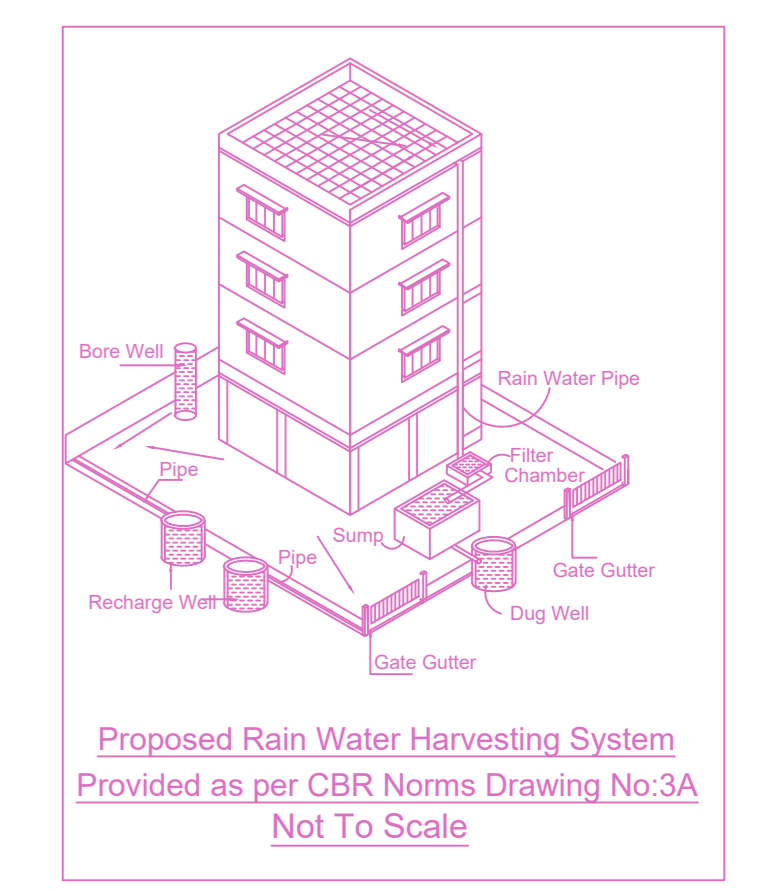 Bore Well
Rain Water Pipe
Filter
Chamber
Pipe
Sump
Pipe
Gate Gutter
Recharge Well
Dug Well
Gate Gutter
Proposed Rain Water Harvesting System
Provided as per CBR Norms Drawing No:3A
Not To Scale